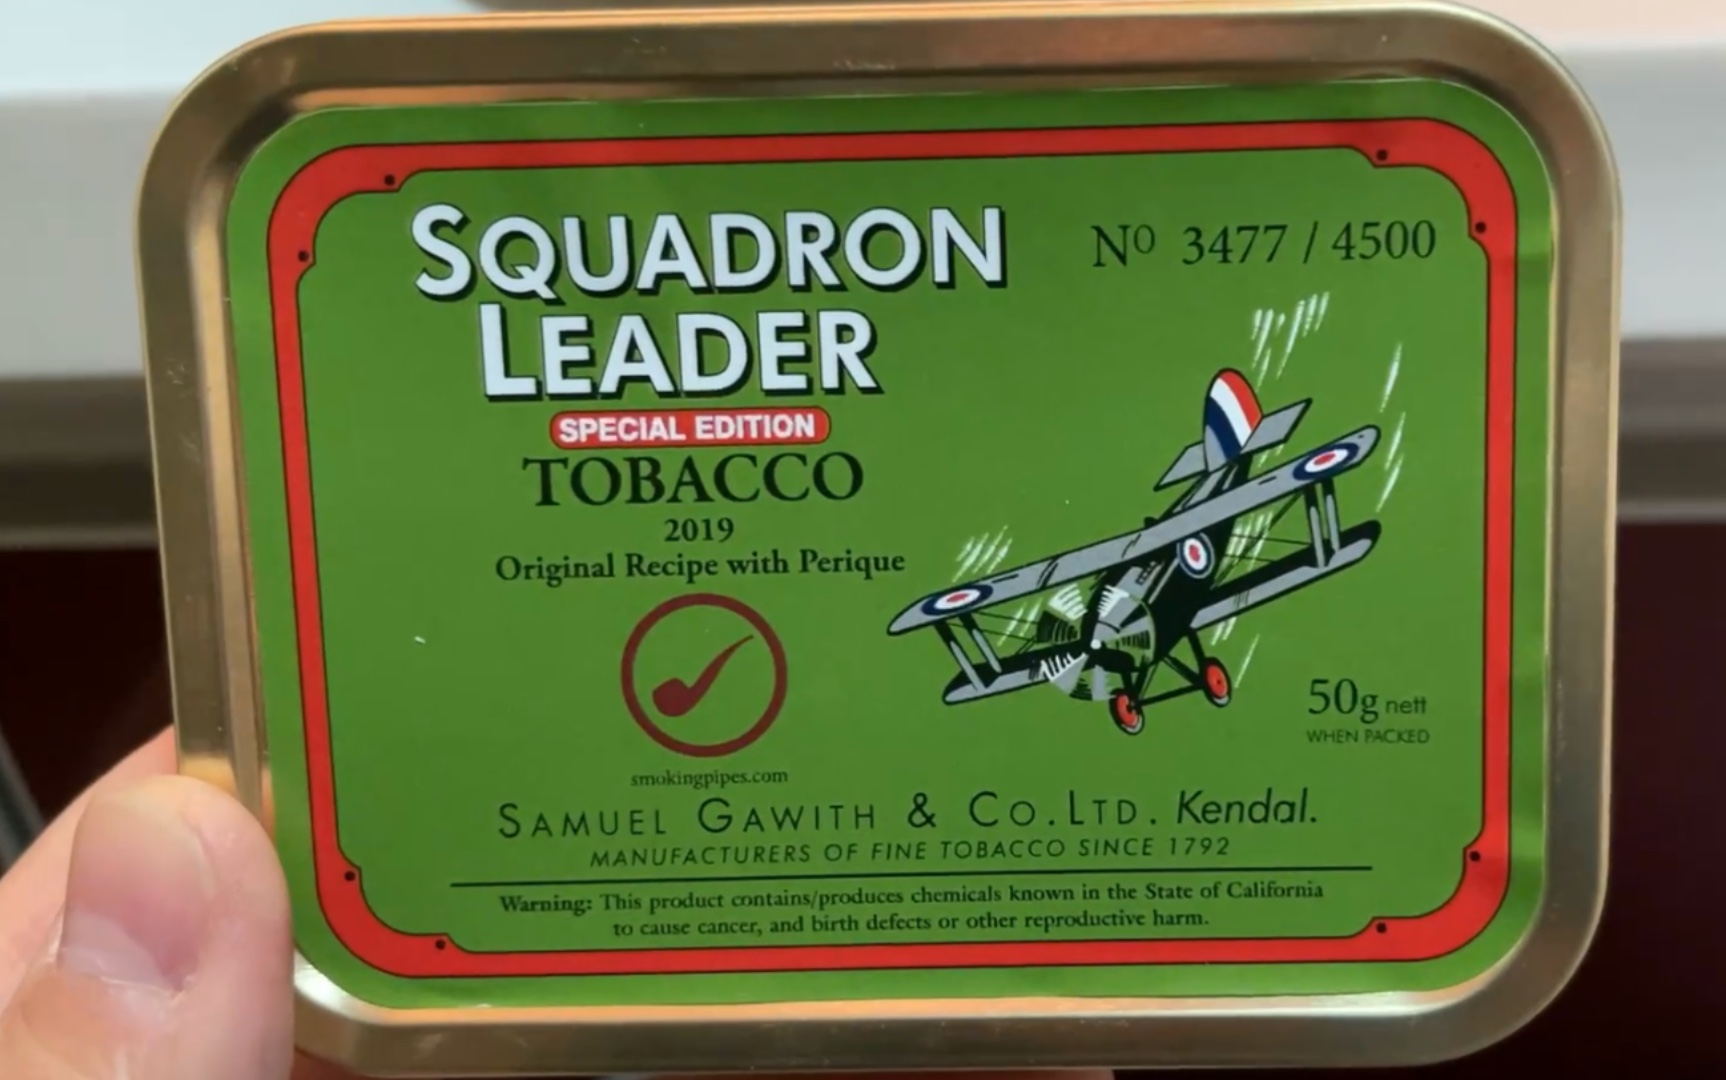 SQUADRON
LEADER
Nº 3477 / 4500
SPECIAL EDITION
TOBACCO
2019
Original Recipe with Perique
smokingpipes.com
50g nett
WHEN PACKED
SAMUEL GAWITH & CO. LTD. Kendal.
MANUFACTURERS OF FINE TOBACCO SINCE 1792
Warning: This product contains/produces chemicals known in the State of California
to cause cancer, and birth defects or other reproductive harm.